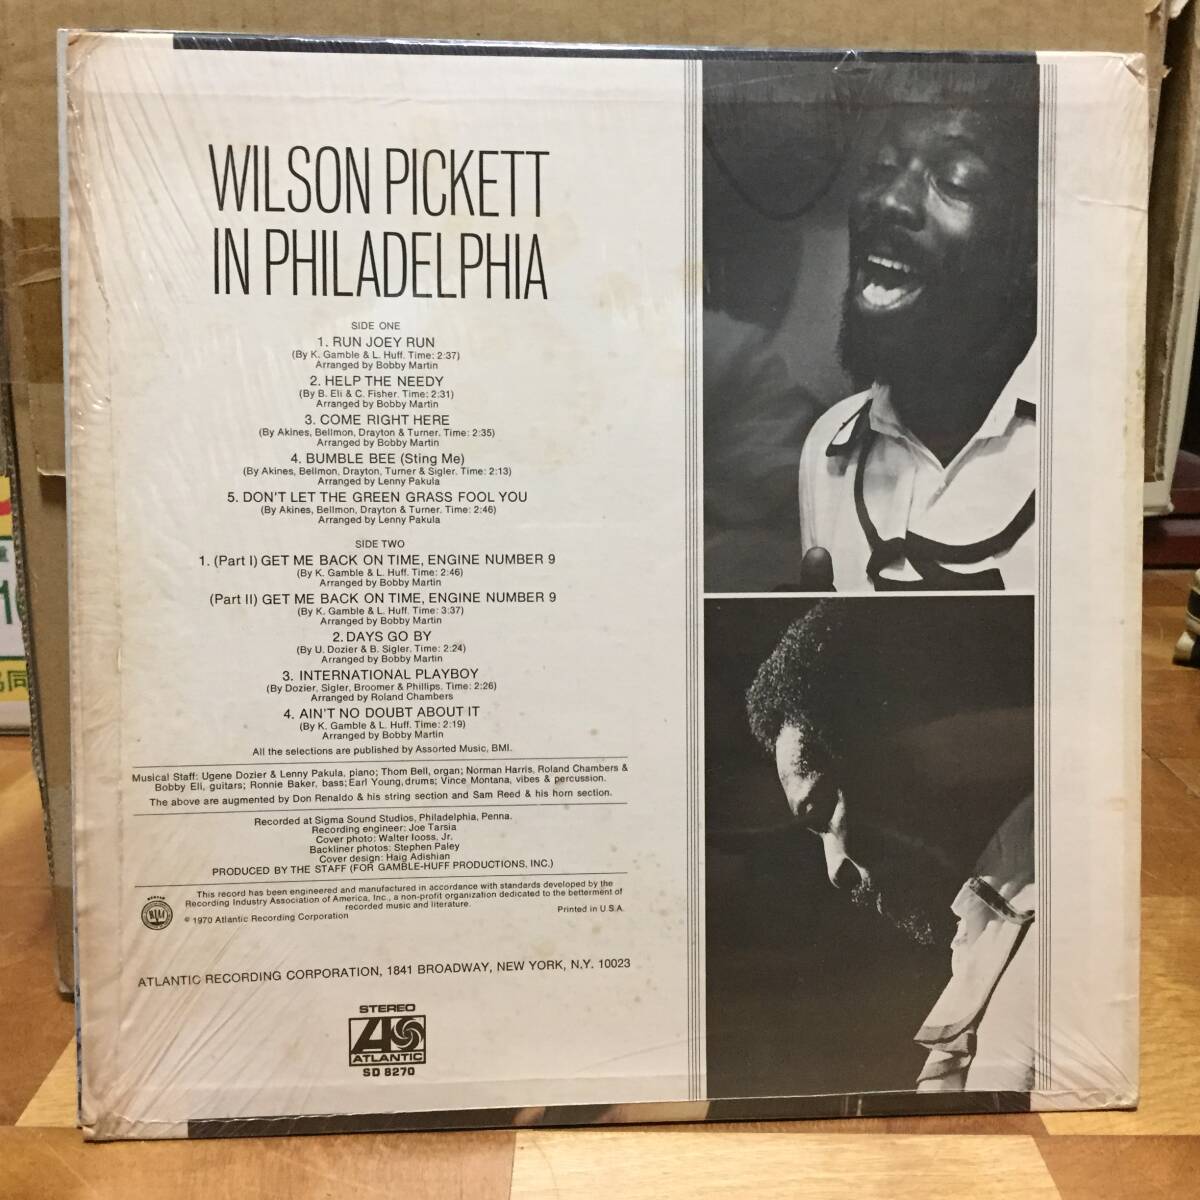 WILSON PICKETT
IN PHILADELPHIA
SIDE ONE
1. RUN JOEY RUN
(By K. Gamble & L. Huff. Time: 2:37)
Arranged by Bobby Martin
2. HELP THE NEEDY
(By B. Eli & C. Fisher. Time: 2:31)
Arranged by Bobby Martin
3. COME RIGHT HERE
(By Akines, Bellmon, Drayton & Turner. Time: 2:35)
Arranged by Bobby Martin
4. BUMBLE BEE (Sting Me)
(By Akines, Bellmon, Drayton, Turner & Sigler. Time: 2:13)
Arranged by Lenny Pakula
5. DON'T LET THE GREEN GRASS FOOL YOU
(By Akines, Bellmon, Drayton & Turner. Time: 2:46)
Arranged by Lenny Pakula
SIDE TWO
1. (Part I) GET ME BACK ON TIME, ENGINE NUMBER 9
(By K. Gamble & L. Huff. Time: 2:46)
Arranged by Bobby Martin
(Part II) GET ME BACK ON TIME, ENGINE NUMBER 9
(By K. Gamble & L. Huff. Time: 3:37)
Arranged by Bobby Martin
2. DAYS GO BY
(By U. Dozier & B. Sigler. Time: 2:24)
Arranged by Bobby Martin
3. INTERNATIONAL PLAYBOY
(By Dozier, Sigler, Broomer & Phillips. Time: 2:26)
Arranged by Roland Chambers
4. AIN'T NO DOUBT ABOUT IT
(By K. Gamble & L. Huff. Time: 2:19)
Arranged by Bobby Martin
All the selections are published by Assorted Music, BMI.
Musical Staff: Ugene Dozier & Lenny Pakula, piano; Thom Bell, organ; Norman Harris, Roland Chambers &
Bobby Eli, guitars; Ronnie Baker, bass; Earl Young, drums; Vince Montana, vibes & percussion.
The above are augmented by Don Renaldo & his string section and Sam Reed & his horn section.
Recorded at Sigma Sound Studios, Philadelphia, Penna.
Recording engineer: Joe Tarsia
Cover photo: Walter Iooss, Jr.
Backliner photos: Stephen Paley
Cover design: Haig Adishian
PRODUCED BY THE STAFF (FOR GAMBLE-HUFF PRODUCTIONS, INC.)
This record has been engineered and manufactured in accordance with standards developed by the
Recording Industry Association of America, Inc., a non-profit organization dedicated to the betterment of
recorded music and literature.
© 1970 Atlantic Recording Corporation
Printed in U.S.A.
RIAA
ATLANTIC RECORDING CORPORATION, 1841 BROADWAY, NEW YORK, N.Y. 10023
STEREO
ATLANTIC
SD 8270